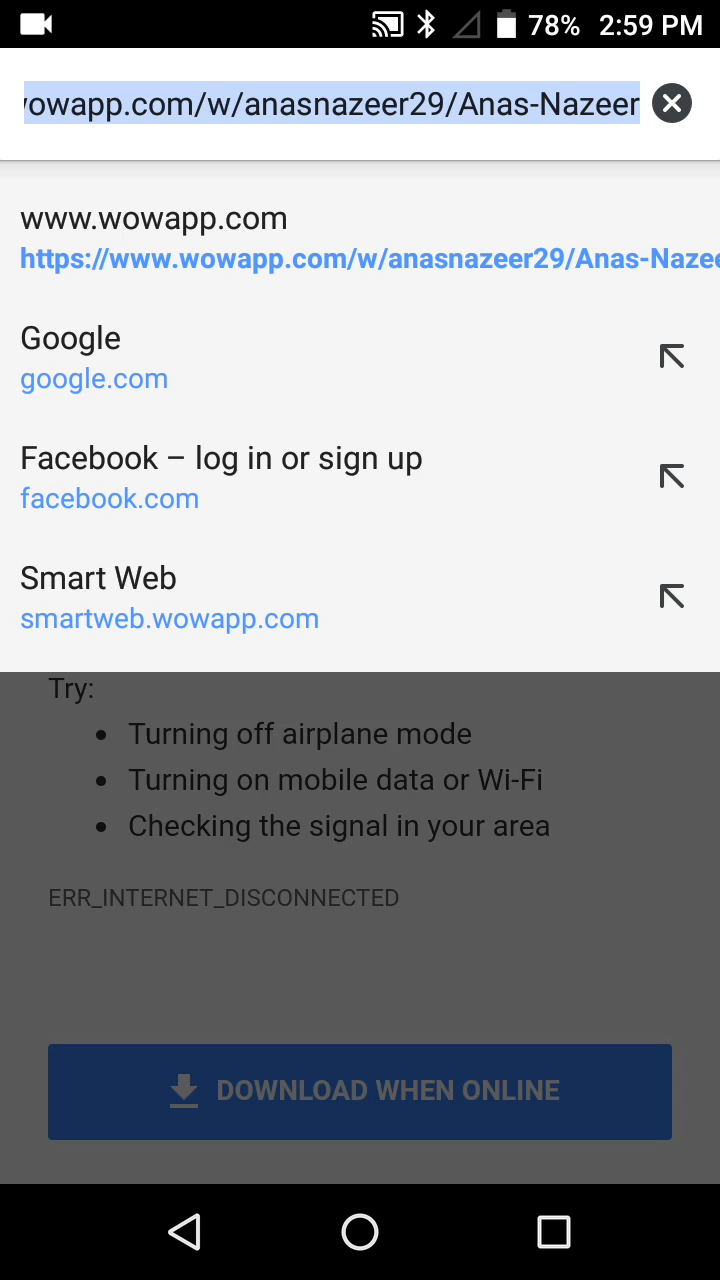 78% 2:59 PM
wowapp.com/w/anasnazeer29/Anas-Nazeer
www.wowapp.com
https://www.wowapp.com/w/anasnazeer29/Anas-Nazee
Google
google.com
Facebook – log in or sign up
facebook.com
Smart Web
smartweb.wowapp.com
Try:
• Turning off airplane mode
• Turning on mobile data or Wi-Fi
• Checking the signal in your area
ERR_INTERNET_DISCONNECTED
DOWNLOAD WHEN ONLINE